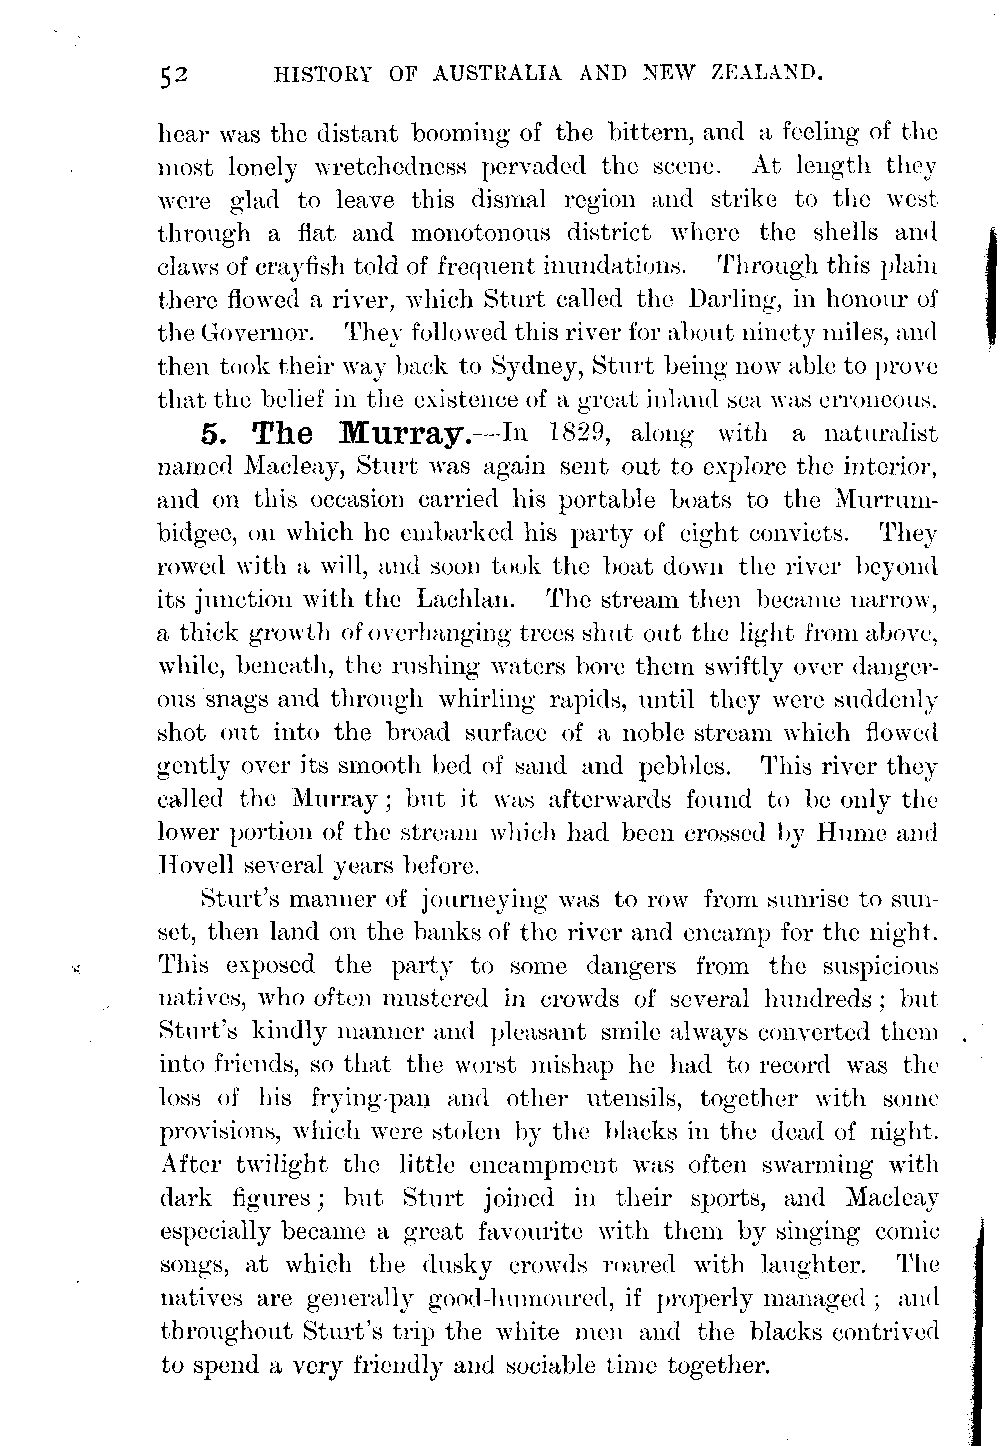 52 HISTORY OF AUSTRALIA AND NEW ZEALAND.
hear was the distant booming of the bittern, and a feeling of the
most lonely wretchedness pervaded the scene. At length they
were glad to leave this dismal region and strike to the west
through a flat and monotonous district where the shells and
claws of crayfish told of frequent inundations. Through this plain
there flowed a river, which Sturt called the Darling, in honour of
the Governor. They followed this river for about ninety miles, and
then took their way back to Sydney, Sturt being now able to prove
that the belief in the existence of a great inland sea was erroneous.
5. The Murray.—In 1829, along with a naturalist
named Macleay, Sturt was again sent out to explore the interior,
and on this occasion carried his portable boats to the Murrum-
bidgee, on which he embarked his party of eight convicts. They
rowed with a will, and soon took the boat down the river beyond
its junction with the Lachlan. The stream then became narrow,
a thick growth of overhanging trees shut out the light from above,
while, beneath, the rushing waters bore them swiftly over danger-
ous snags and through whirling rapids, until they were suddenly
shot out into the broad surface of a noble stream which flowed
gently over its smooth bed of sand and pebbles. This river they
called the Murray; but it was afterwards found to be only the
lower portion of the stream which had been crossed by Hume and
Hovell several years before.
Sturt's manner of journeying was to row from sunrise to sun-
set, then land on the banks of the river and encamp for the night.
This exposed the party to some dangers from the suspicious
natives, who often mustered in crowds of several hundreds; but
Sturt's kindly manner and pleasant smile always converted them
into friends, so that the worst mishap he had to record was the
loss of his frying-pan and other utensils, together with some
provisions, which were stolen by the blacks in the dead of night.
After twilight the little encampment was often swarming with
dark figures; but Sturt joined in their sports, and Macleay
especially became a great favourite with them by singing comic
songs, at which the dusky crowds roared with laughter. The
natives are generally good-humoured, if properly managed; and
throughout Sturt's trip the white men and the blacks contrived
to spend a very friendly and sociable time together.